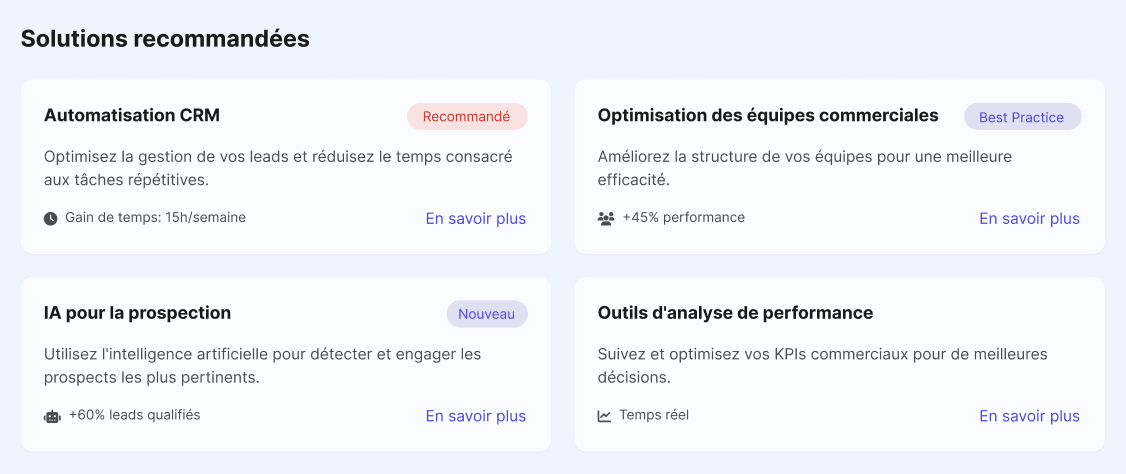 Solutions recommandées
Automatisation CRM
Recommandé
Optimisez la gestion de vos leads et réduisez le temps consacré
aux tâches répétitives.
Gain de temps: 15h/semaine
En savoir plus
Optimisation des équipes commerciales
Best Practice
Améliorez la structure de vos équipes pour une meilleure
efficacité.
+45% performance
En savoir plus
IA pour la prospection
Nouveau
Utilisez l'intelligence artificielle pour détecter et engager les
prospects les plus pertinents.
+60% leads qualifiés
En savoir plus
Outils d'analyse de performance
Suivez et optimisez vos KPIs commerciaux pour de meilleures
décisions.
Temps réel
En savoir plus